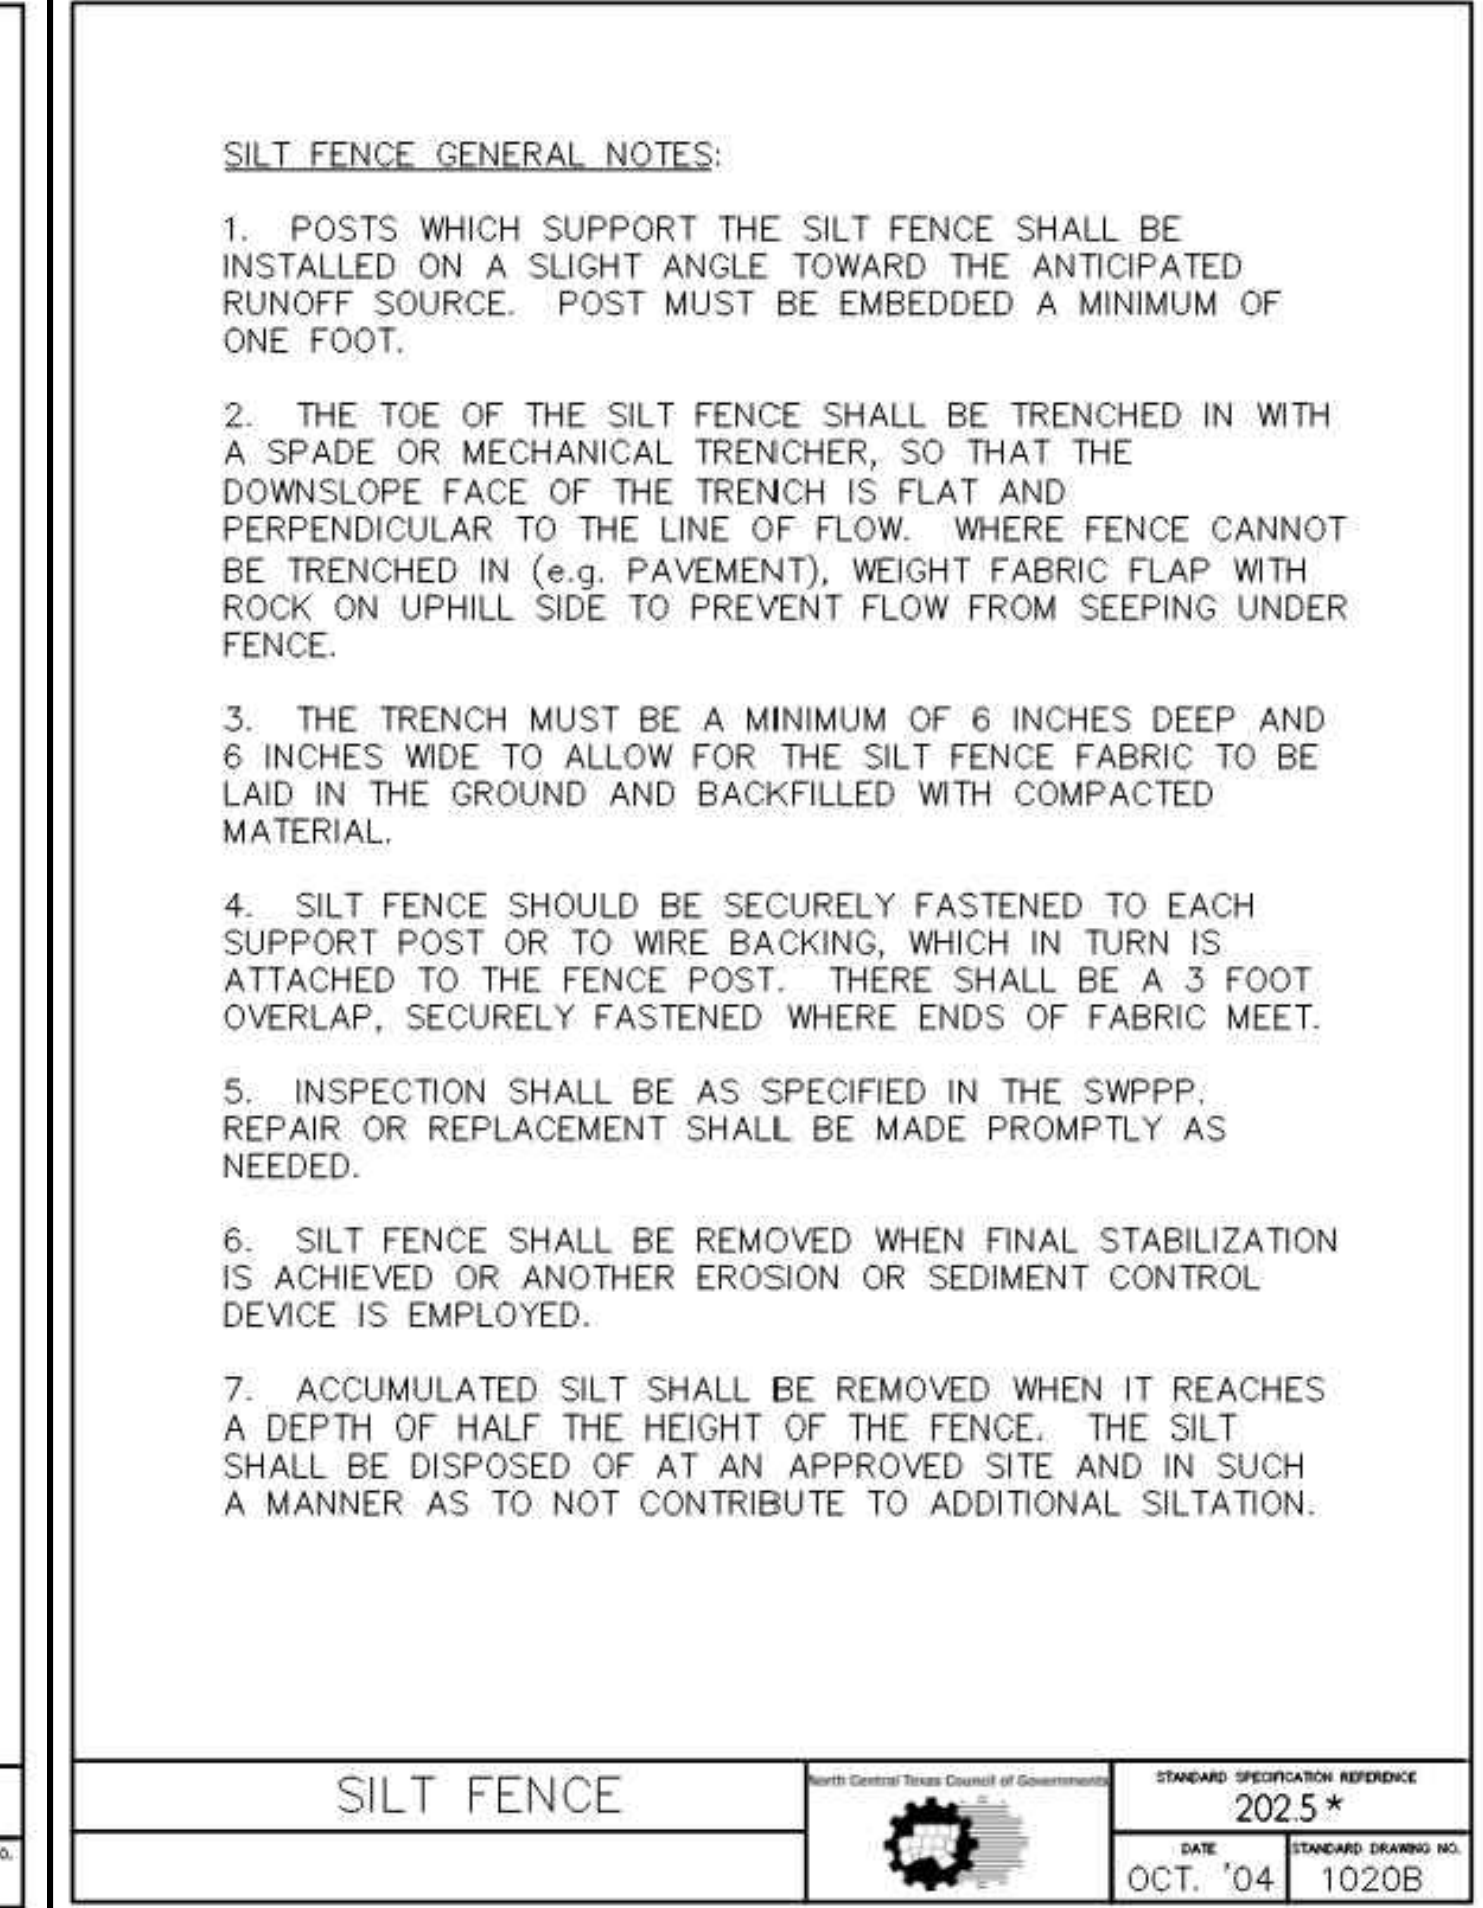 SILT FENCE GENERAL NOTES:
1. POSTS WHICH SUPPORT THE SILT FENCE SHALL BE
INSTALLED ON A SLIGHT ANGLE TOWARD THE ANTICIPATED
RUNOFF SOURCE. POST MUST BE EMBEDDED A MINIMUM OF
ONE FOOT.
2. THE TOE OF THE SILT FENCE SHALL BE TRENCHED IN WITH
A SPADE OR MECHANICAL TRENCHER, SO THAT THE
DOWNSLOPE FACE OF THE TRENCH IS FLAT AND
PERPENDICULAR TO THE LINE OF FLOW. WHERE FENCE CANNOT
BE TRENCHED IN (e.g. PAVEMENT), WEIGHT FABRIC FLAP WITH
ROCK ON UPHILL SIDE TO PREVENT FLOW FROM SEEPING UNDER
FENCE.
3. THE TRENCH MUST BE A MINIMUM OF 6 INCHES DEEP AND
6 INCHES WIDE TO ALLOW FOR THE SILT FENCE FABRIC TO BE
LAID IN THE GROUND AND BACKFILLED WITH COMPACTED
MATERIAL.
4. SILT FENCE SHOULD BE SECURELY FASTENED TO EACH
SUPPORT POST OR TO WIRE BACKING, WHICH IN TURN IS
ATTACHED TO THE FENCE POST. THERE SHALL BE A 3 FOOT
OVERLAP, SECURELY FASTENED WHERE ENDS OF FABRIC MEET.
5. INSPECTION SHALL BE AS SPECIFIED IN THE SWPPP.
REPAIR OR REPLACEMENT SHALL BE MADE PROMPTLY AS
NEEDED.
6. SILT FENCE SHALL BE REMOVED WHEN FINAL STABILIZATION
IS ACHIEVED OR ANOTHER EROSION OR SEDIMENT CONTROL
DEVICE IS EMPLOYED.
7. ACCUMULATED SILT SHALL BE REMOVED WHEN IT REACHES
A DEPTH OF HALF THE HEIGHT OF THE FENCE. THE SILT
SHALL BE DISPOSED OF AT AN APPROVED SITE AND IN SUCH
A MANNER AS TO NOT CONTRIBUTE TO ADDITIONAL SILTATION.
SILT FENCE
North Central Texas Council of Governments
STANDARD SPECIFICATION REFERENCE
202.5 *
DATE
OCT. '04
STANDARD DRAWING NO.
1020B